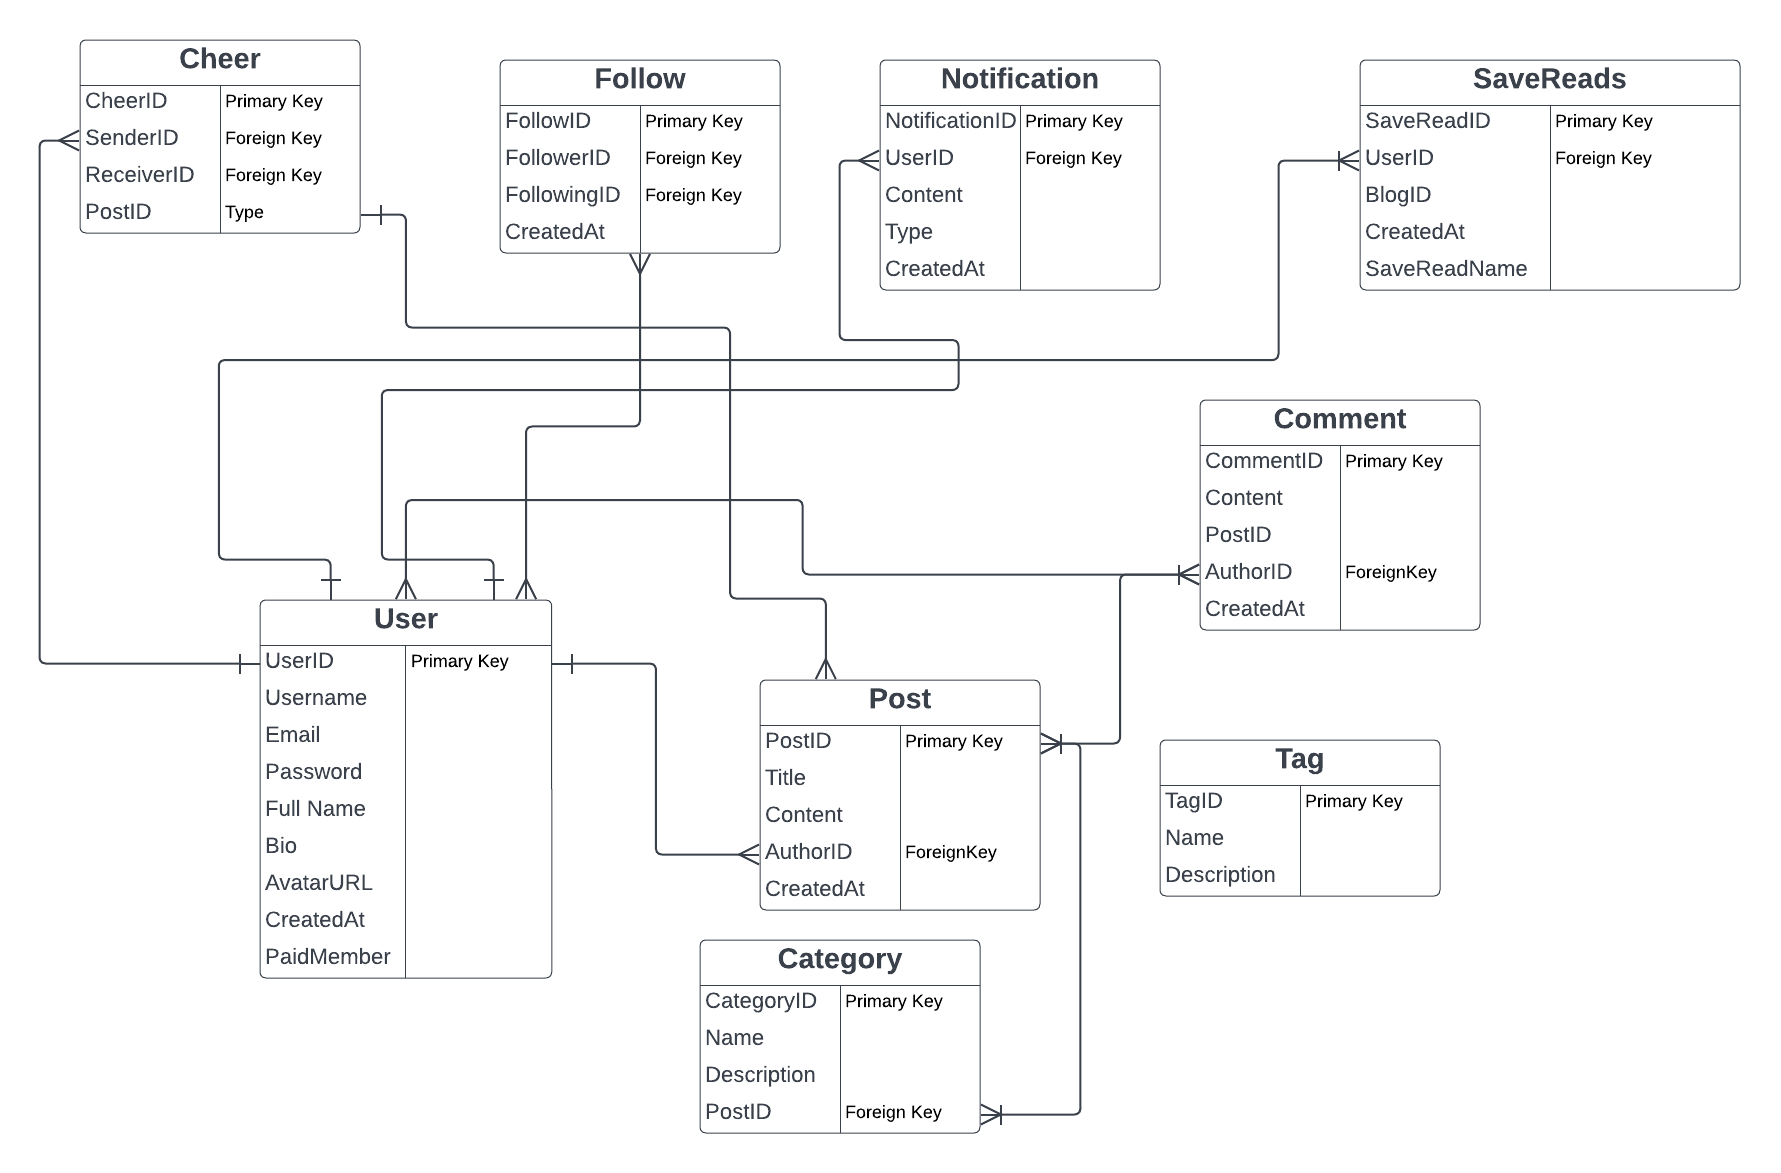 Cheer
CheerID Primary Key
SenderID Foreign Key
ReceiverID Foreign Key
PostID Type
Follow
FollowID Primary Key
FollowerID Foreign Key
FollowingID Foreign Key
CreatedAt
Notification
NotificationID Primary Key
UserID Foreign Key
Content
Type
CreatedAt
SaveReads
SaveReadID Primary Key
UserID Foreign Key
BlogID
CreatedAt
SaveReadName
Comment
CommentID Primary Key
Content
PostID
AuthorID ForeignKey
CreatedAt
User
UserID Primary Key
Username
Email
Password
Full Name
Bio
AvatarURL
CreatedAt
PaidMember
Post
PostID Primary Key
Title
Content
AuthorID ForeignKey
CreatedAt
Tag
TagID Primary Key
Name
Description
Category
CategoryID Primary Key
Name
Description
PostID Foreign Key